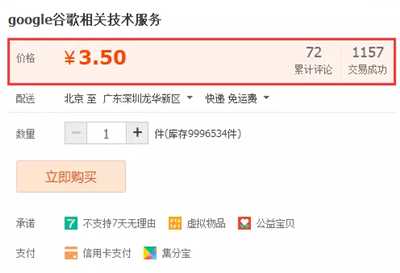 google谷歌相关技术服务
价格 ¥3.50 72 1157
累计评论 交易成功
配送 北京 至 广东深圳龙华新区 快递 免运费
数量 － 1 + 件(库存9996534件)
立即购买
承诺 7 不支持7天无理由 虚拟物品 公益宝贝
支付 信用卡支付 集分宝